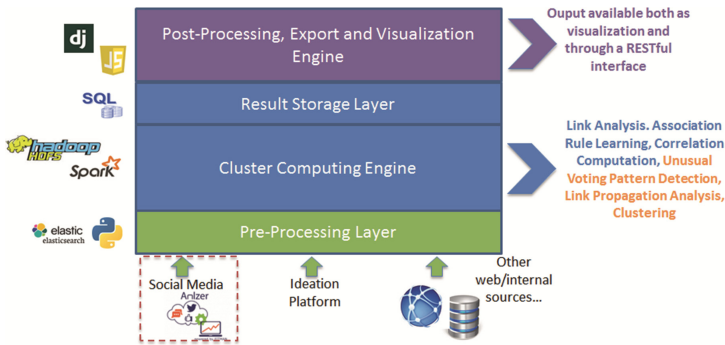 dj
JS
Post-Processing, Export and Visualization
Engine
Ouput available both as
visualization and
through a RESTful
interface
SQL
Result Storage Layer
hadoop
HDFS
Spark
Cluster Computing Engine
Link Analysis. Association
Rule Learning, Correlation
Computation, Unusual
Voting Pattern Detection,
Link Propagation Analysis,
Clustering
elastic
elasticsearch
Pre-Processing Layer
Social Media
Anlzer
Ideation
Platform
Other
web/internal
sources...